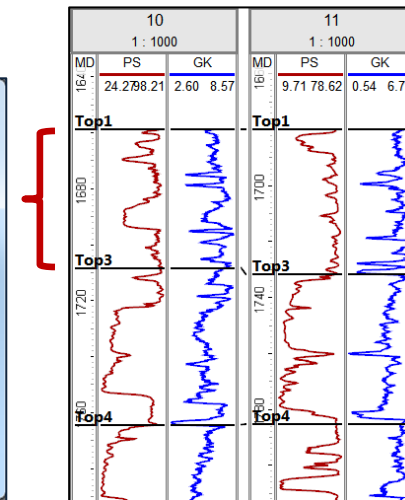 10 11
1 : 1000 1 : 1000
MD PS GK MD PS GK
24.27 98.21 2.60 8.57 9.71 78.62 0.54 6.7
Top1 Top1
1680 1700
Top3 Top3
1720 1740
Top4 Top4